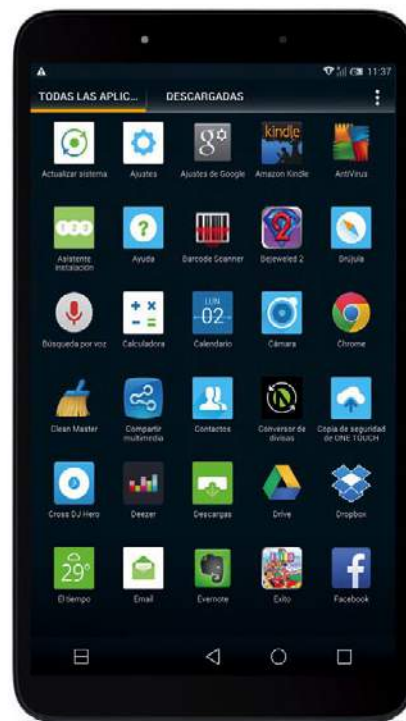 11:37
TODAS LAS APLIC... DESCARGADAS
g
kindle
Actualizar sistema Ajustes Ajustes de Google Amazon Kindle AntiVirus
?
2
Asistente instalación Ayuda Barcode Scanner Bejeweled 2 Brújula
LUN
02
Búsqueda por voz Calculadora Calendario Cámara Chrome
Clean Master Compartir multimedia Contactos Conversor de divisas Copia de seguridad de ONE TOUCH
Cross DJ Hero Deezer Descargas Drive Dropbox
29°
f
El tiempo Email Evernote Exito Facebook